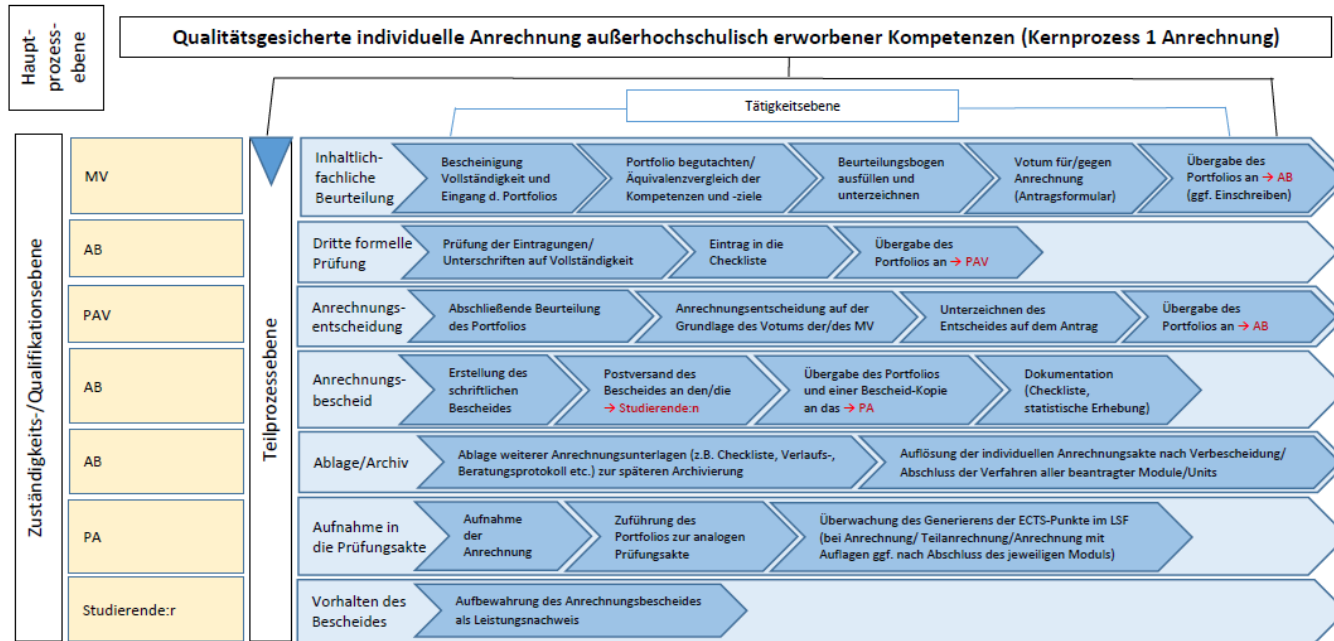 Haupt-
prozess-
ebene
Qualitätsgesicherte individuelle Anrechnung außerhochschulisch erworbener Kompetenzen (Kernprozess 1 Anrechnung)
Tätigkeitsebene
Zuständigkeits-/Qualifikationsebene
Teilprozessebene
MV
Inhaltlich-
fachliche
Beurteilung
Bescheinigung
Vollständigkeit und
Eingang d. Portfolios
Portfolio begutachten/
Äquivalenzvergleich der
Kompetenzen und -ziele
Beurteilungsbogen
ausfüllen und
unterzeichnen
Votum für/gegen
Anrechnung
(Antragsformular)
Übergabe des
Portfolios an → AB
(ggf. Einschreiben)
AB
Dritte formelle
Prüfung
Prüfung der Eintragungen/
Unterschriften auf Vollständigkeit
Eintrag in die
Checkliste
Übergabe des
Portfolios an → PAV
PAV
Anrechnungs-
entscheidung
Abschließende Beurteilung
des Portfolios
Anrechnungsentscheidung auf der
Grundlage des Votums der/des MV
Unterzeichnen des
Entscheides auf dem Antrag
Übergabe des
Portfolios an → AB
AB
Anrechnungs-
bescheid
Erstellung des
schriftlichen
Bescheides
Postversand des
Bescheides an den/die
→ Studierende:n
Übergabe des Portfolios
und einer Bescheid-Kopie
an das → PA
Dokumentation
(Checkliste,
statistische Erhebung)
AB
Ablage/Archiv
Ablage weiterer Anrechnungsunterlagen (z.B. Checkliste, Verlaufs-,
Beratungsprotokoll etc.) zur späteren Archivierung
Auflösung der individuellen Anrechnungsakte nach Verbescheidung/
Abschluss der Verfahren aller beantragter Module/Units
PA
Aufnahme in
die Prüfungsakte
Aufnahme
der
Anrechnung
Zuführung des
Portfolios zur analogen
Prüfungsakte
Überwachung des Generierens der ECTS-Punkte im LSF
(bei Anrechnung/ Teilanrechnung/Anrechnung mit
Auflagen ggf. nach Abschluss des jeweiligen Moduls)
Studierende:r
Vorhalten des
Bescheides
Aufbewahrung des Anrechnungsbescheides
als Leistungsnachweis